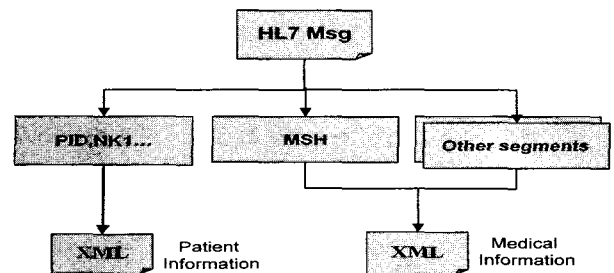 HL7 Msg
PID,NK1...
MSH
Other segments
XML
Patient
Information
XML
Medical
Information